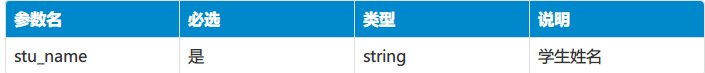 参数名 必选 类型 说明
stu_name 是 string 学生姓名